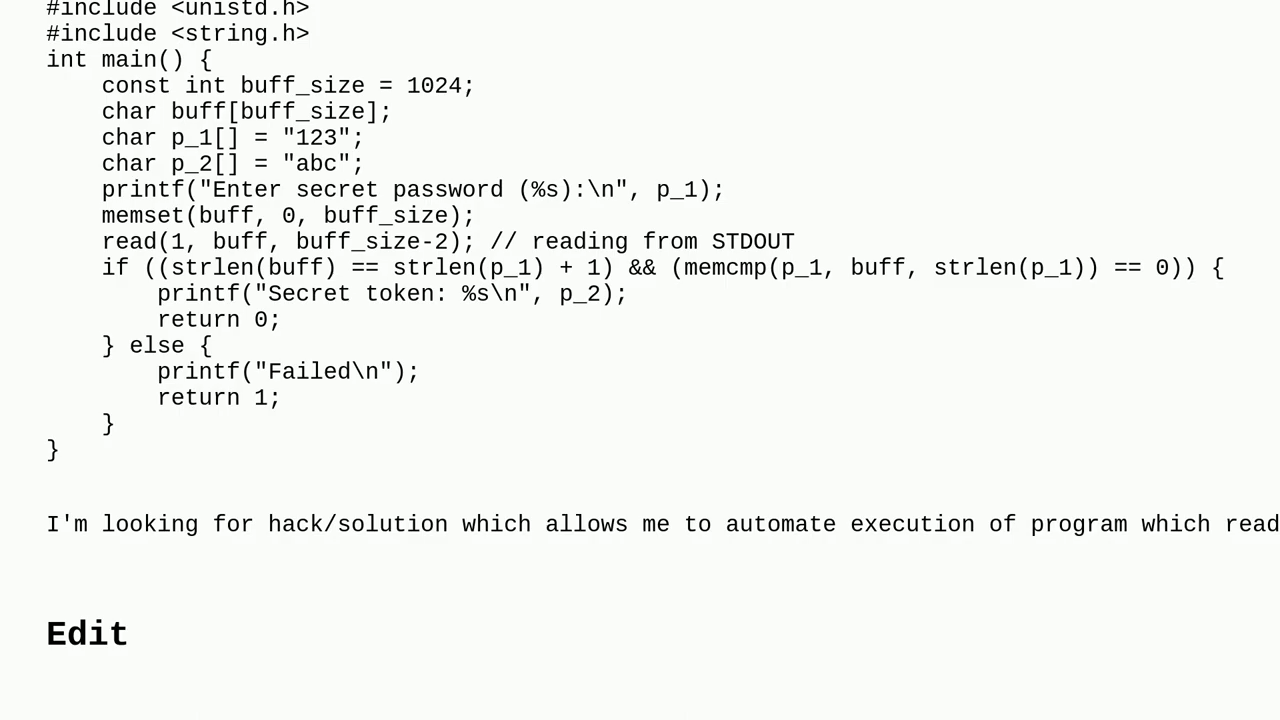 #include <unistd.h>
#include <string.h>
int main() {
    const int buff_size = 1024;
    char buff[buff_size];
    char p_1[] = "123";
    char p_2[] = "abc";
    printf("Enter secret password (%s):\n", p_1);
    memset(buff, 0, buff_size);
    read(1, buff, buff_size-2); // reading from STDOUT
    if ((strlen(buff) == strlen(p_1) + 1) && (memcmp(p_1, buff, strlen(p_1)) == 0)) {
        printf("Secret token: %s\n", p_2);
        return 0;
    } else {
        printf("Failed\n");
        return 1;
    }
}
I'm looking for hack/solution which allows me to automate execution of program which read
Edit